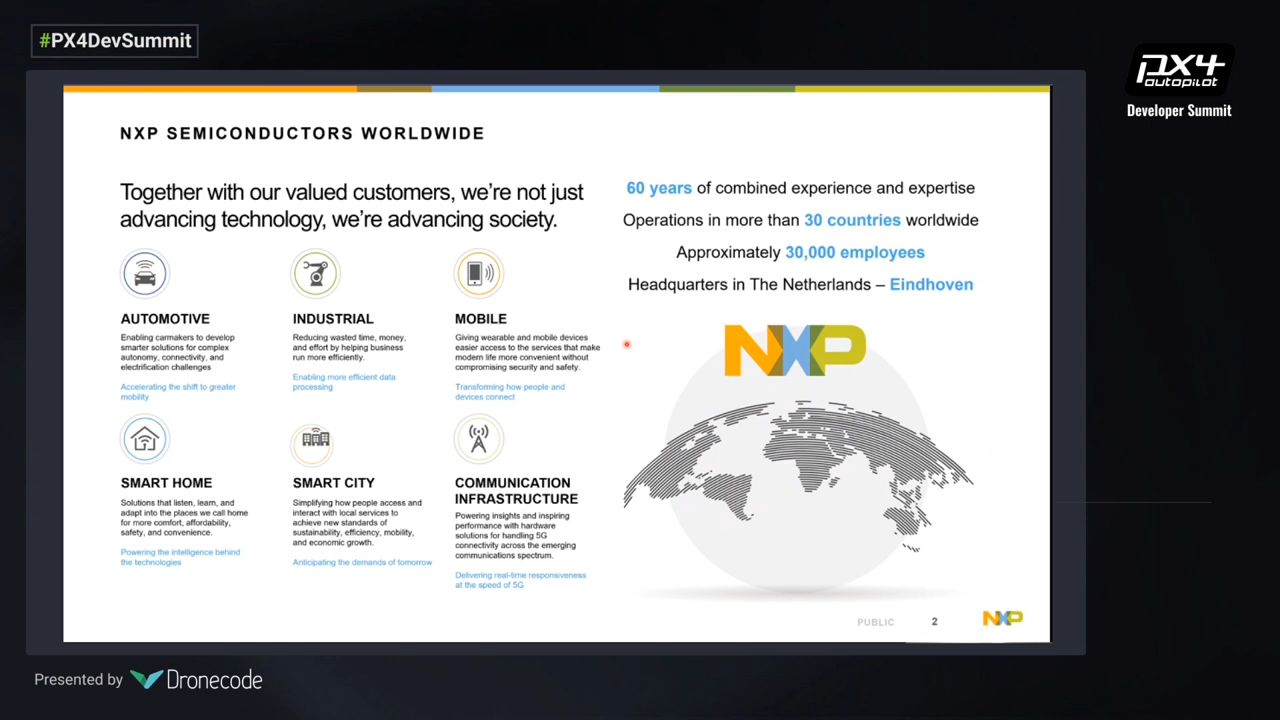 #PX4DevSummit
px4
autopilot
Developer Summit
NXP SEMICONDUCTORS WORLDWIDE
Together with our valued customers, we're not just
advancing technology, we're advancing society.
60 years of combined experience and expertise
Operations in more than 30 countries worldwide
Approximately 30,000 employees
Headquarters in The Netherlands – Eindhoven
AUTOMOTIVE
Enabling carmakers to develop
smarter solutions for complex
autonomy, connectivity, and
electrification challenges
Accelerating the shift to greater
mobility
INDUSTRIAL
Reducing wasted time, money,
and effort by helping business
run more efficiently.
Enabling more efficient data
processing
MOBILE
Giving wearable and mobile devices
easier access to the services that make
modern life more convenient without
compromising security and safety.
Transforming how people and
devices connect
NXP
SMART HOME
Solutions that listen, learn, and
adapt into the places we call home
for more comfort, affordability,
safety, and convenience.
Powering the intelligence behind
the technologies
SMART CITY
Simplifying how people access and
interact with local services to
achieve new standards of
sustainability, efficiency, mobility,
and economic growth.
Anticipating the demands of tomorrow
COMMUNICATION
INFRASTRUCTURE
Powering insights and inspiring
performance with hardware
solutions for handling 5G
connectivity across the emerging
communications spectrum.
Delivering real-time responsiveness
at the speed of 5G
PUBLIC 2 NXP
Presented by Dronecode